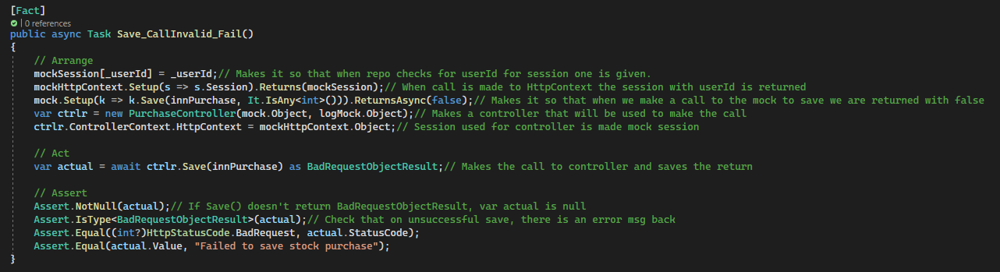 [Fact]
| 0 references
public async Task Save_CallInvalid_Fail()
{
    // Arrange
    mockSession[_userId] = _userId;// Makes it so that when repo checks for userId for session one is given.
    mockHttpContext.Setup(s => s.Session).Returns(mockSession);// When call is made to HttpContext the session with userId is returned
    mock.Setup(k => k.Save(innPurchase, It.IsAny<int>())).ReturnsAsync(false);// Makes it so that when we make a call to the mock to save we are returned with false
    var ctrlr = new PurchaseController(mock.Object, logMock.Object);// Makes a controller that will be used to make the call
    ctrlr.ControllerContext.HttpContext = mockHttpContext.Object;// Session used for controller is made mock session

    // Act
    var actual = await ctrlr.Save(innPurchase) as BadRequestObjectResult;// Makes the call to controller and saves the return

    // Assert
    Assert.NotNull(actual);// If Save() doesn't return BadRequestObjectResult, var actual is null
    Assert.IsType<BadRequestObjectResult>(actual);// Check that on unsuccessful save, there is an error msg back
    Assert.Equal((int?)HttpStatusCode.BadRequest, actual.StatusCode);
    Assert.Equal(actual.Value, "Failed to save stock purchase");
}